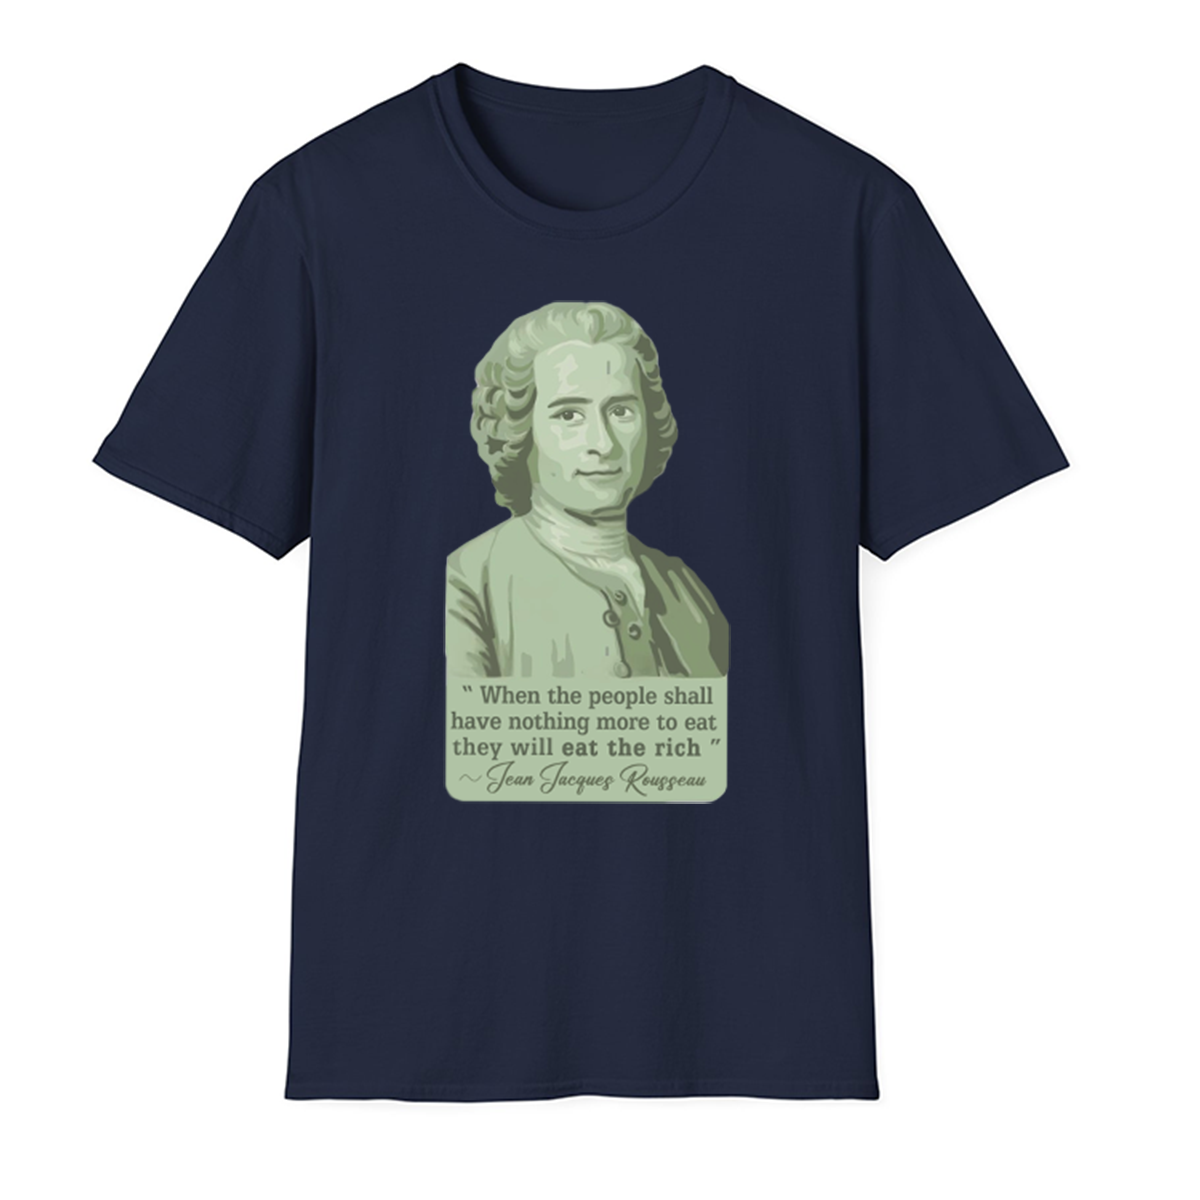 “ When the people shall
have nothing more to eat
they will eat the rich ”
~ Jean Jacques Rousseau